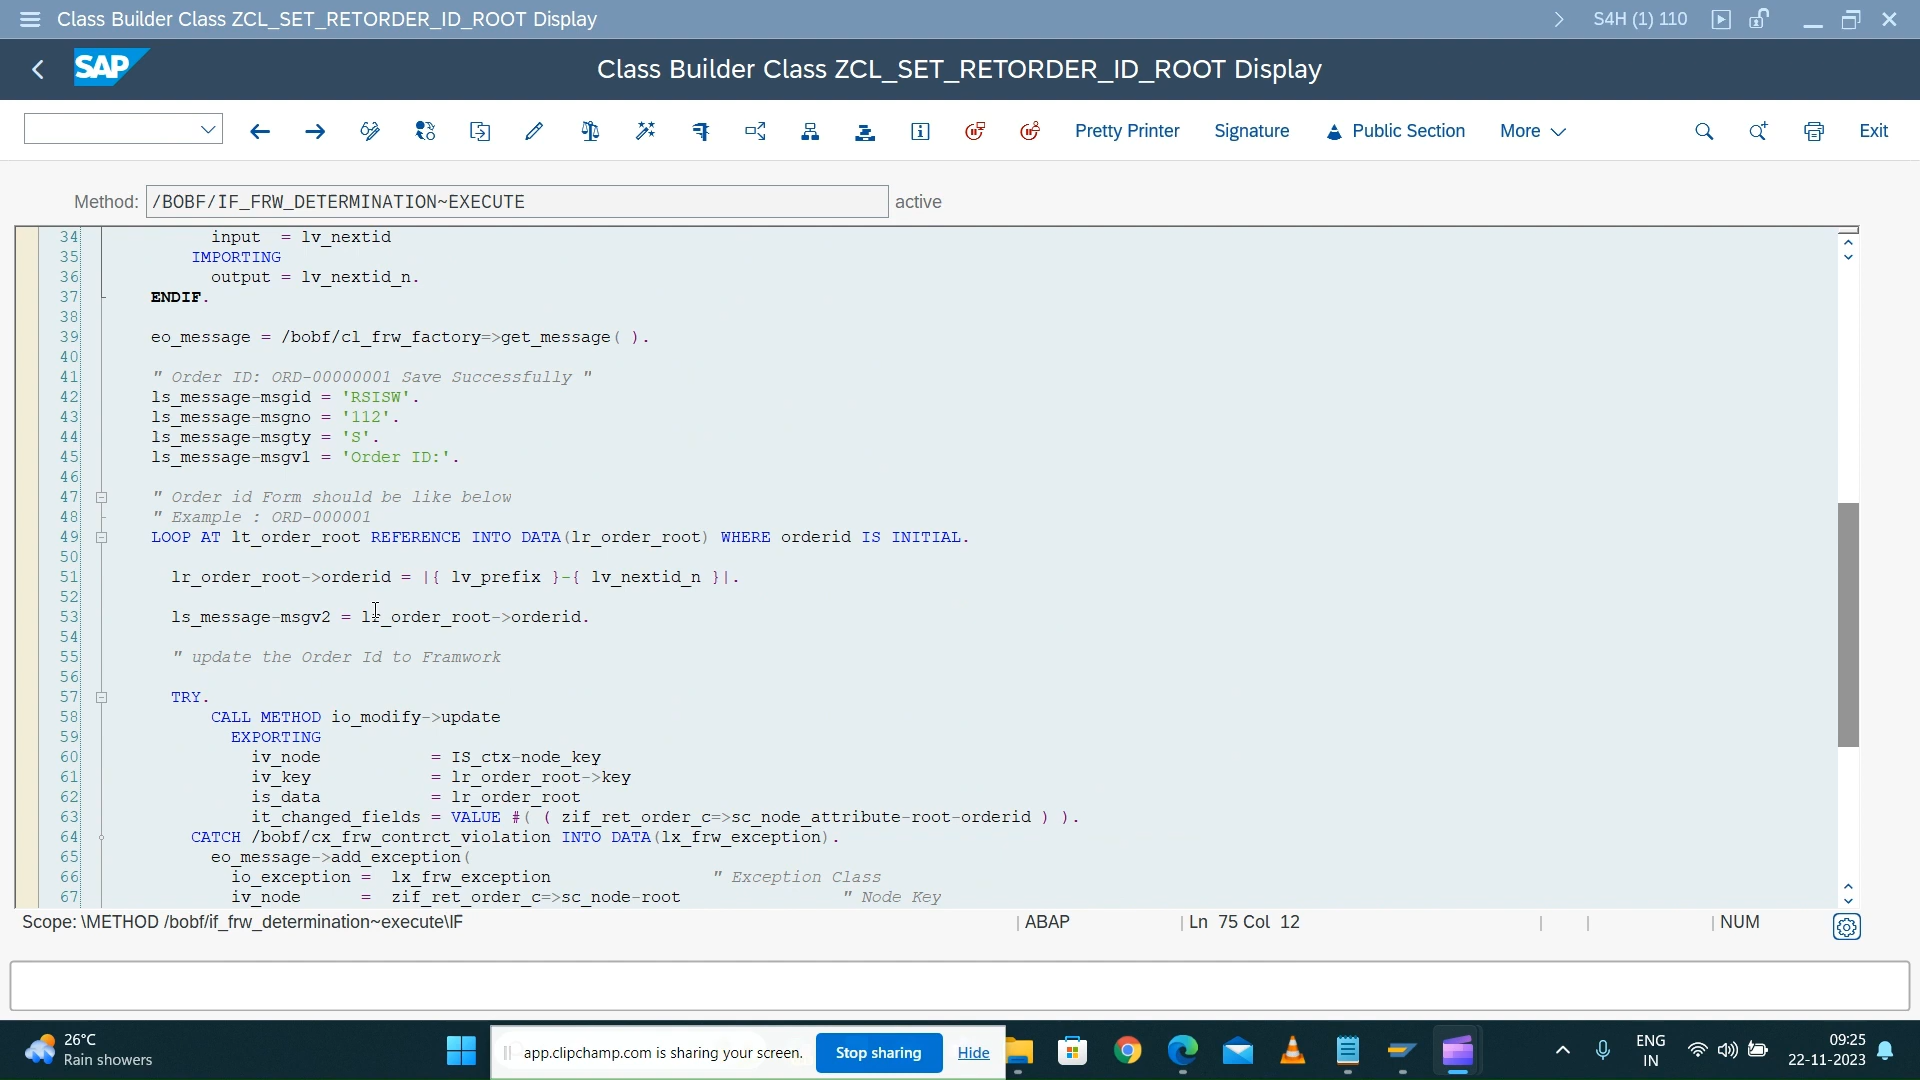 Class Builder Class ZCL_SET_RETORDER_ID_ROOT Display
S4H (1) 110
SAP
Class Builder Class ZCL_SET_RETORDER_ID_ROOT Display
Pretty Printer
Signature
Public Section
More
Exit
Method: /BOBF/IF_FRW_DETERMINATION~EXECUTE active
34 input = lv_nextid
35 IMPORTING
36 output = lv_nextid_n.
37 ENDIF.
38
39 eo_message = /bobf/cl_frw_factory=>get_message( ).
40
41 " Order ID: ORD-00000001 Save Successfully "
42 ls_message-msgid = 'RSISW'.
43 ls_message-msgno = '112'.
44 ls_message-msgty = 'S'.
45 ls_message-msgv1 = 'Order ID:'.
46
47 " Order id Form should be like below
48 " Example : ORD-000001
49 LOOP AT lt_order_root REFERENCE INTO DATA(lr_order_root) WHERE orderid IS INITIAL.
50
51 lr_order_root->orderid = |{ lv_prefix }-{ lv_nextid_n }|.
52
53 ls_message-msgv2 = lr_order_root->orderid.
54
55 " update the Order Id to Framwork
56
57 TRY.
58 CALL METHOD io_modify->update
59 EXPORTING
60 iv_node = IS_ctx-node_key
61 iv_key = lr_order_root->key
62 is_data = lr_order_root
63 it_changed_fields = VALUE #( ( zif_ret_order_c=>sc_node_attribute-root-orderid ) ).
64 CATCH /bobf/cx_frw_contrct_violation INTO DATA(lx_frw_exception).
65 eo_message->add_exception(
66 io_exception = lx_frw_exception " Exception Class
67 iv_node = zif_ret_order_c=>sc_node-root " Node Key
Scope: \METHOD /bobf/if_frw_determination~execute\IF
ABAP
Ln 75 Col 12
NUM
26°C
Rain showers
app.clipchamp.com is sharing your screen.
Stop sharing
Hide
ENG
IN
09:25
22-11-2023